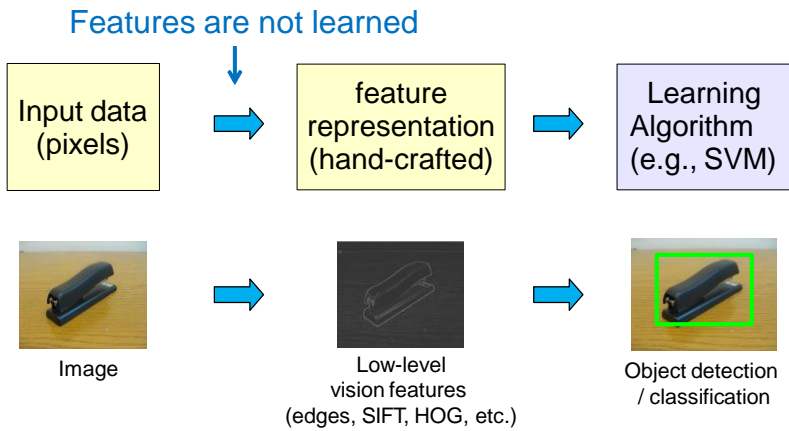 Features are not learned
Input data
(pixels)
feature
representation
(hand-crafted)
Learning
Algorithm
(e.g., SVM)
Image
Low-level
vision features
(edges, SIFT, HOG, etc.)
Object detection
/ classification